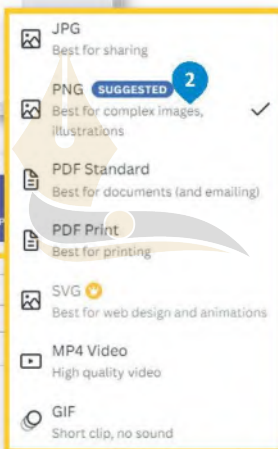 JPG
Best for sharing
PNG SUGGESTED 2
Best for complex images,
illustrations
PDF Standard
Best for documents (and emailing)
PDF Print
Best for printing
SVG
Best for web design and animations
MP4 Video
High quality video
GIF
Short clip, no sound